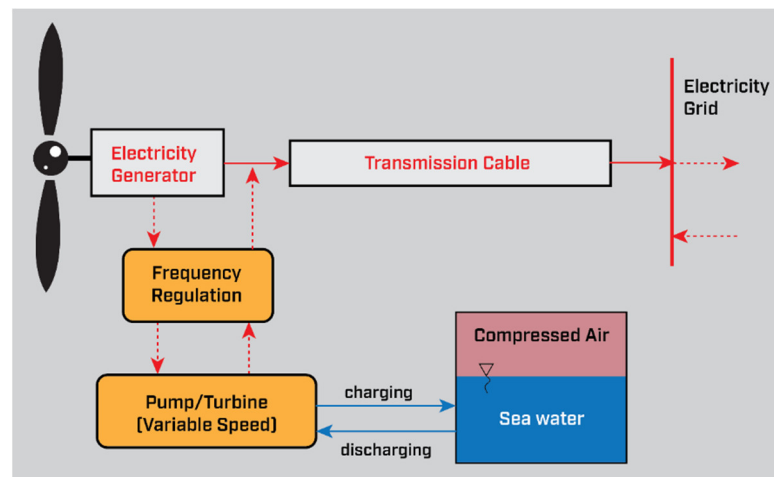 Electricity
Generator
Transmission Cable
Electricity
Grid
Frequency
Regulation
Pump/Turbine
(Variable Speed)
charging
discharging
Compressed Air
Sea water